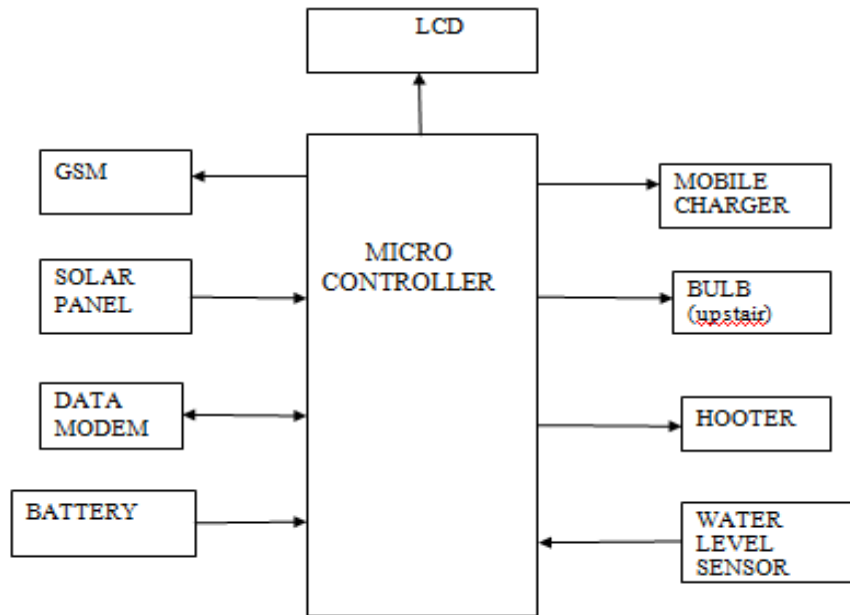 LCD
GSM
SOLAR
PANEL
DATA
MODEM
BATTERY
MICRO
CONTROLLER
MOBILE
CHARGER
BULB
(upstair)
HOOTER
WATER
LEVEL
SENSOR